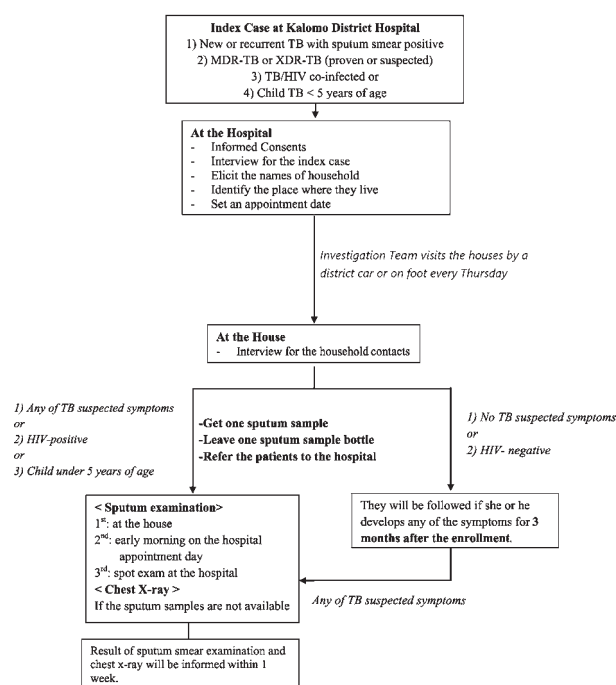 Index Case at Kalomo District Hospital
1) New or recurrent TB with sputum smear positive
2) MDR-TB or XDR-TB (proven or suspected)
3) TB/HIV co-infected or
4) Child TB < 5 years of age
At the Hospital
- Informed Consents
- Interview for the index case
- Elicit the names of household
- Identify the place where they live
- Set an appointment date
Investigation Team visits the houses by a
district car or on foot every Thursday
At the House
- Interview for the household contacts
1) Any of TB suspected symptoms
or
2) HIV-positive
or
3) Child under 5 years of age
-Get one sputum sample
-Leave one sputum sample bottle
-Refer the patients to the hospital
1) No TB suspected symptoms
or
2) HIV- negative
< Sputum examination>
1st: at the house
2nd: early morning on the hospital
appointment day
3rd: spot exam at the hospital
< Chest X-ray >
If the sputum samples are not available
They will be followed if she or he
develops any of the symptoms for 3
months after the enrollment.
Any of TB suspected symptoms
Result of sputum smear examination and
chest x-ray will be informed within 1
week.